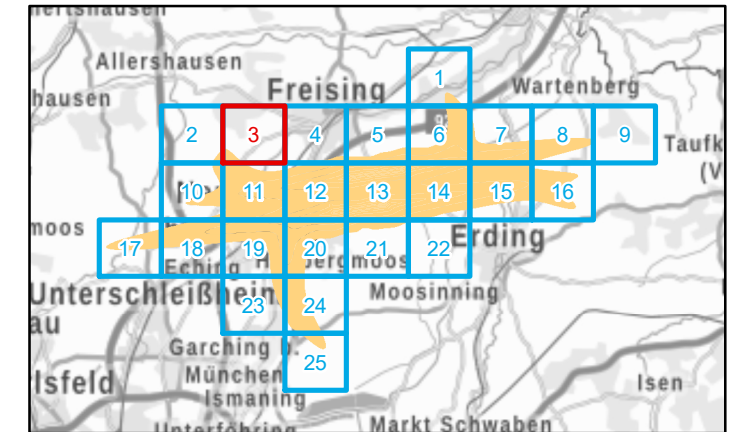 Allershausen
hausen
Freising
1
Wartenberg
2
3
4
5
6
7
8
9
Taufk
(V
10
11
12
13
14
15
16
moos
17
18
19
20
21
22
Erding
Eching
Unterschleißheim
23
24
Moosinning
au
Garching b.
25
München
Isen
lsfeld
Ismaning
Markt Schwaben
Unterföhring